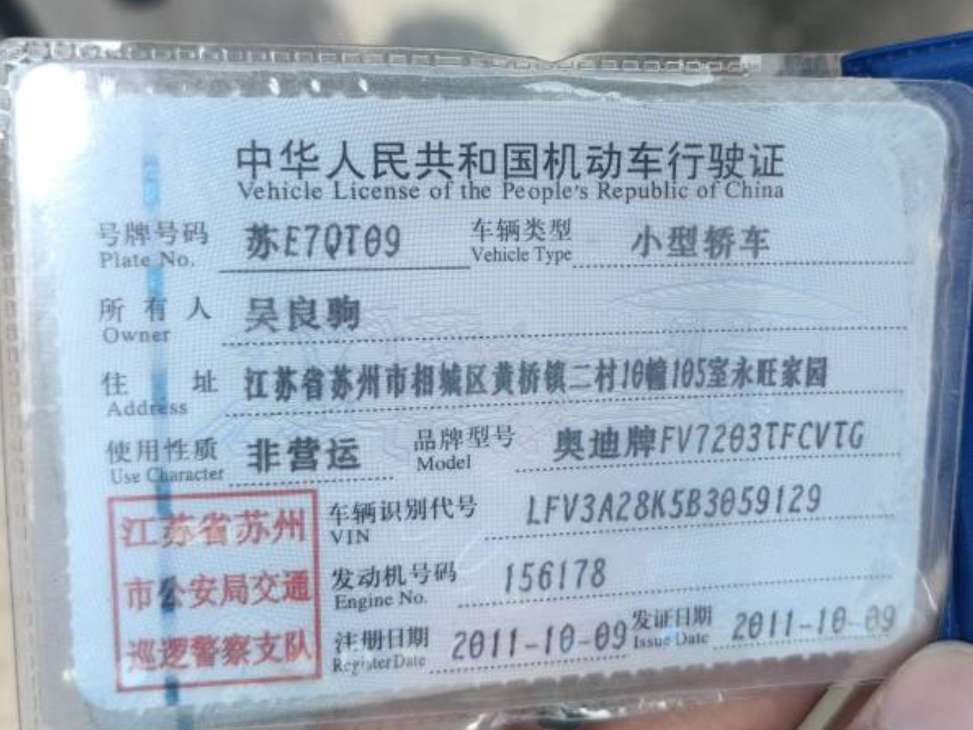 中华人民共和国机动车行驶证
Vehicle License of the People's Republic of China
号牌号码 苏E7QT09 车辆类型 小型轿车
Plate No. Vehicle Type
所有人 吴良驹
Owner
住址 江苏省苏州市相城区黄桥镇二村10幢105室永旺家园
Address
使用性质 非营运 品牌型号 奥迪牌FV7203TFCVTG
Use Character Model
江苏省苏州 车辆识别代号 LFV3A28K5B3059129
VIN
市公安局交通 发动机号码 156178
Engine No.
巡逻警察支队 注册日期 2011-10-09 发证日期 2011-10-09
Register Date Issue Date